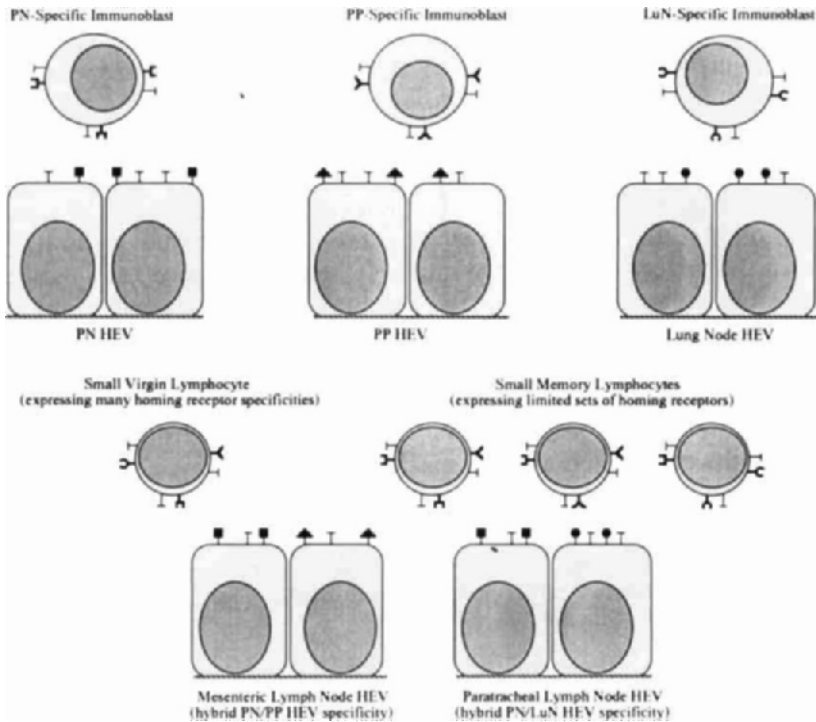 PN-Specific Immunoblast
PP-Specific Immunoblast
LuN-Specific Immunoblast
PN HEV
PP HEV
Lung Node HEV
Small Virgin Lymphocyte
(expressing many homing receptor specificities)
Small Memory Lymphocytes
(expressing limited sets of homing receptors)
Mesenteric Lymph Node HEV
(hybrid PN/PP HEV specificity)
Paratracheal Lymph Node HEV
(hybrid PN/LuN HEV specificity)